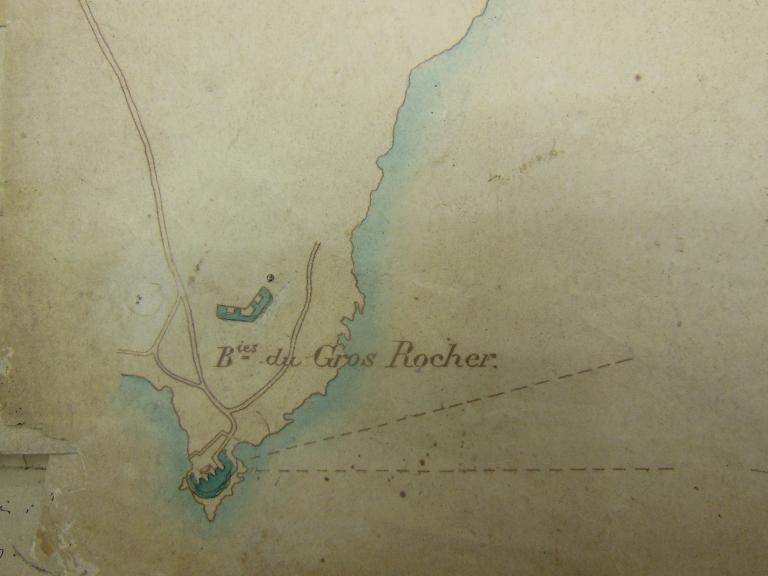 Bies du Gros Rocher.